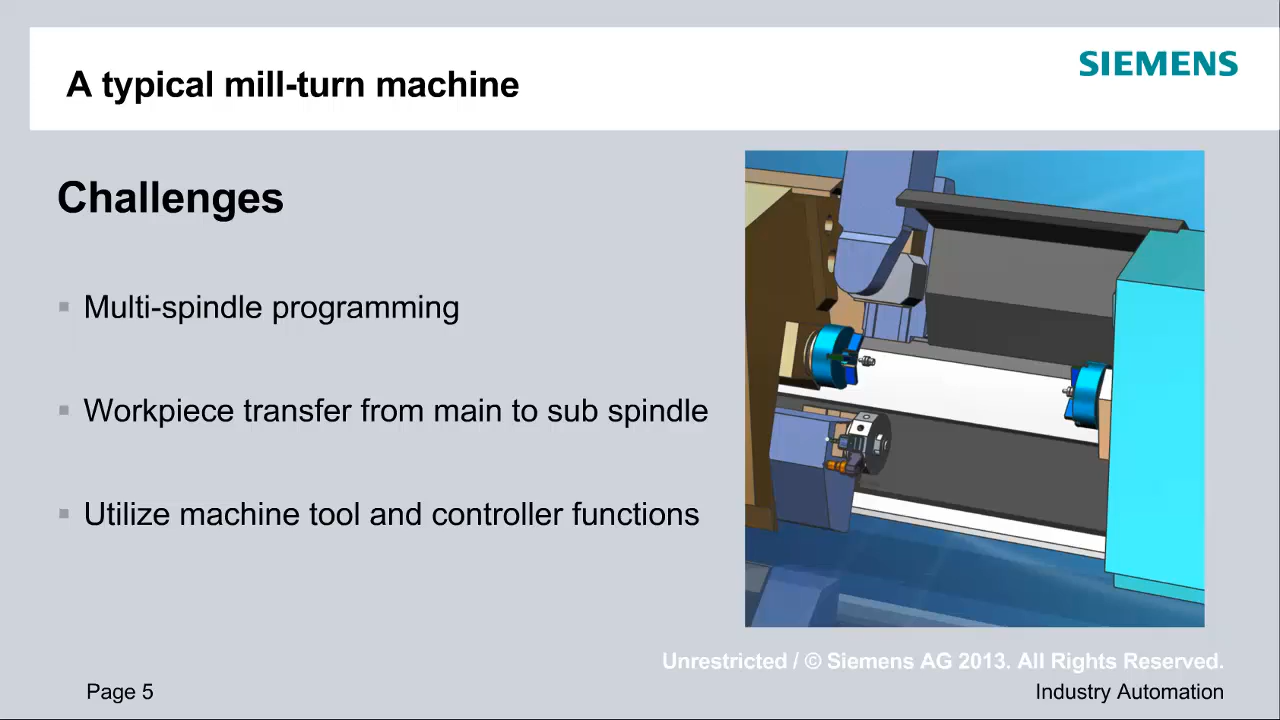 A typical mill-turn machine
SIEMENS
Challenges
Multi-spindle programming
Workpiece transfer from main to sub spindle
Utilize machine tool and controller functions
Unrestricted / © Siemens AG 2013. All Rights Reserved.
Page 5
Industry Automation